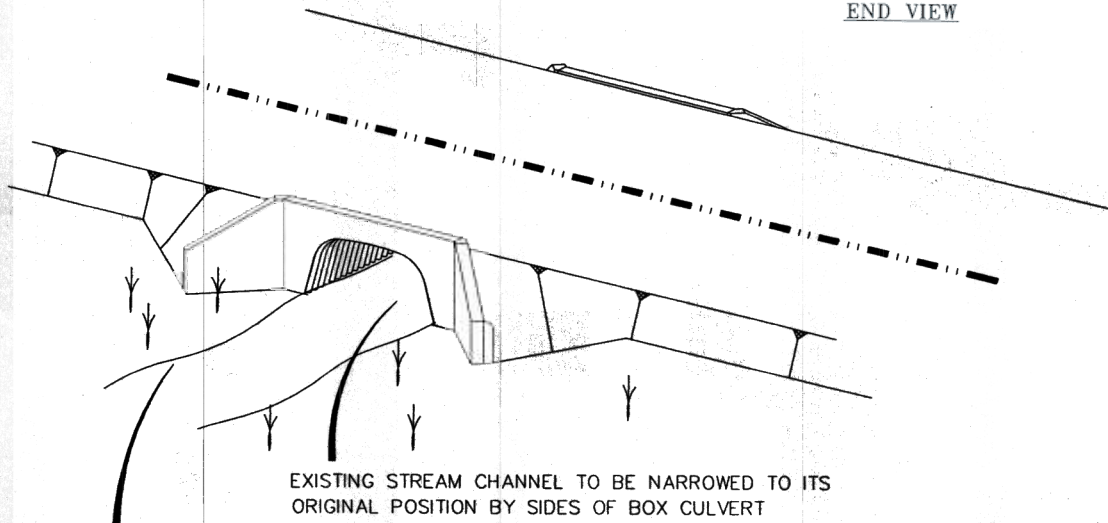 END VIEW
EXISTING STREAM CHANNEL TO BE NARROWED TO ITS
ORIGINAL POSITION BY SIDES OF BOX CULVERT